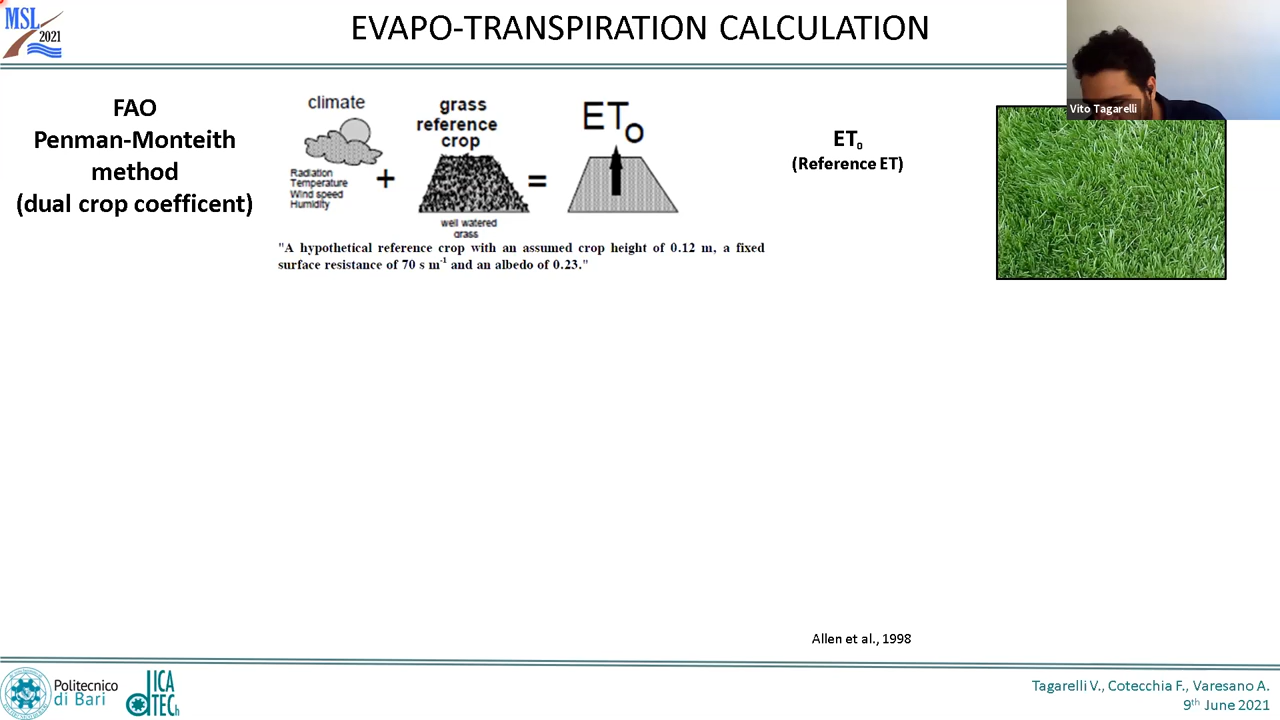 MSL
2021
EVAPO-TRANSPIRATION CALCULATION
Vito Tagarelli
FAO
Penman-Monteith
method
(dual crop coefficent)
climate
Radiation
Temperature
Wind speed
Humidity
+
grass
reference
crop
well watered
grass
=
ETo
"A hypothetical reference crop with an assumed crop height of 0.12 m, a fixed
surface resistance of 70 s m-1 and an albedo of 0.23."
ET0
(Reference ET)
Allen et al., 1998
Politecnico
di Bari
DICA
TECh
Tagarelli V., Cotecchia F., Varesano A.
9th June 2021